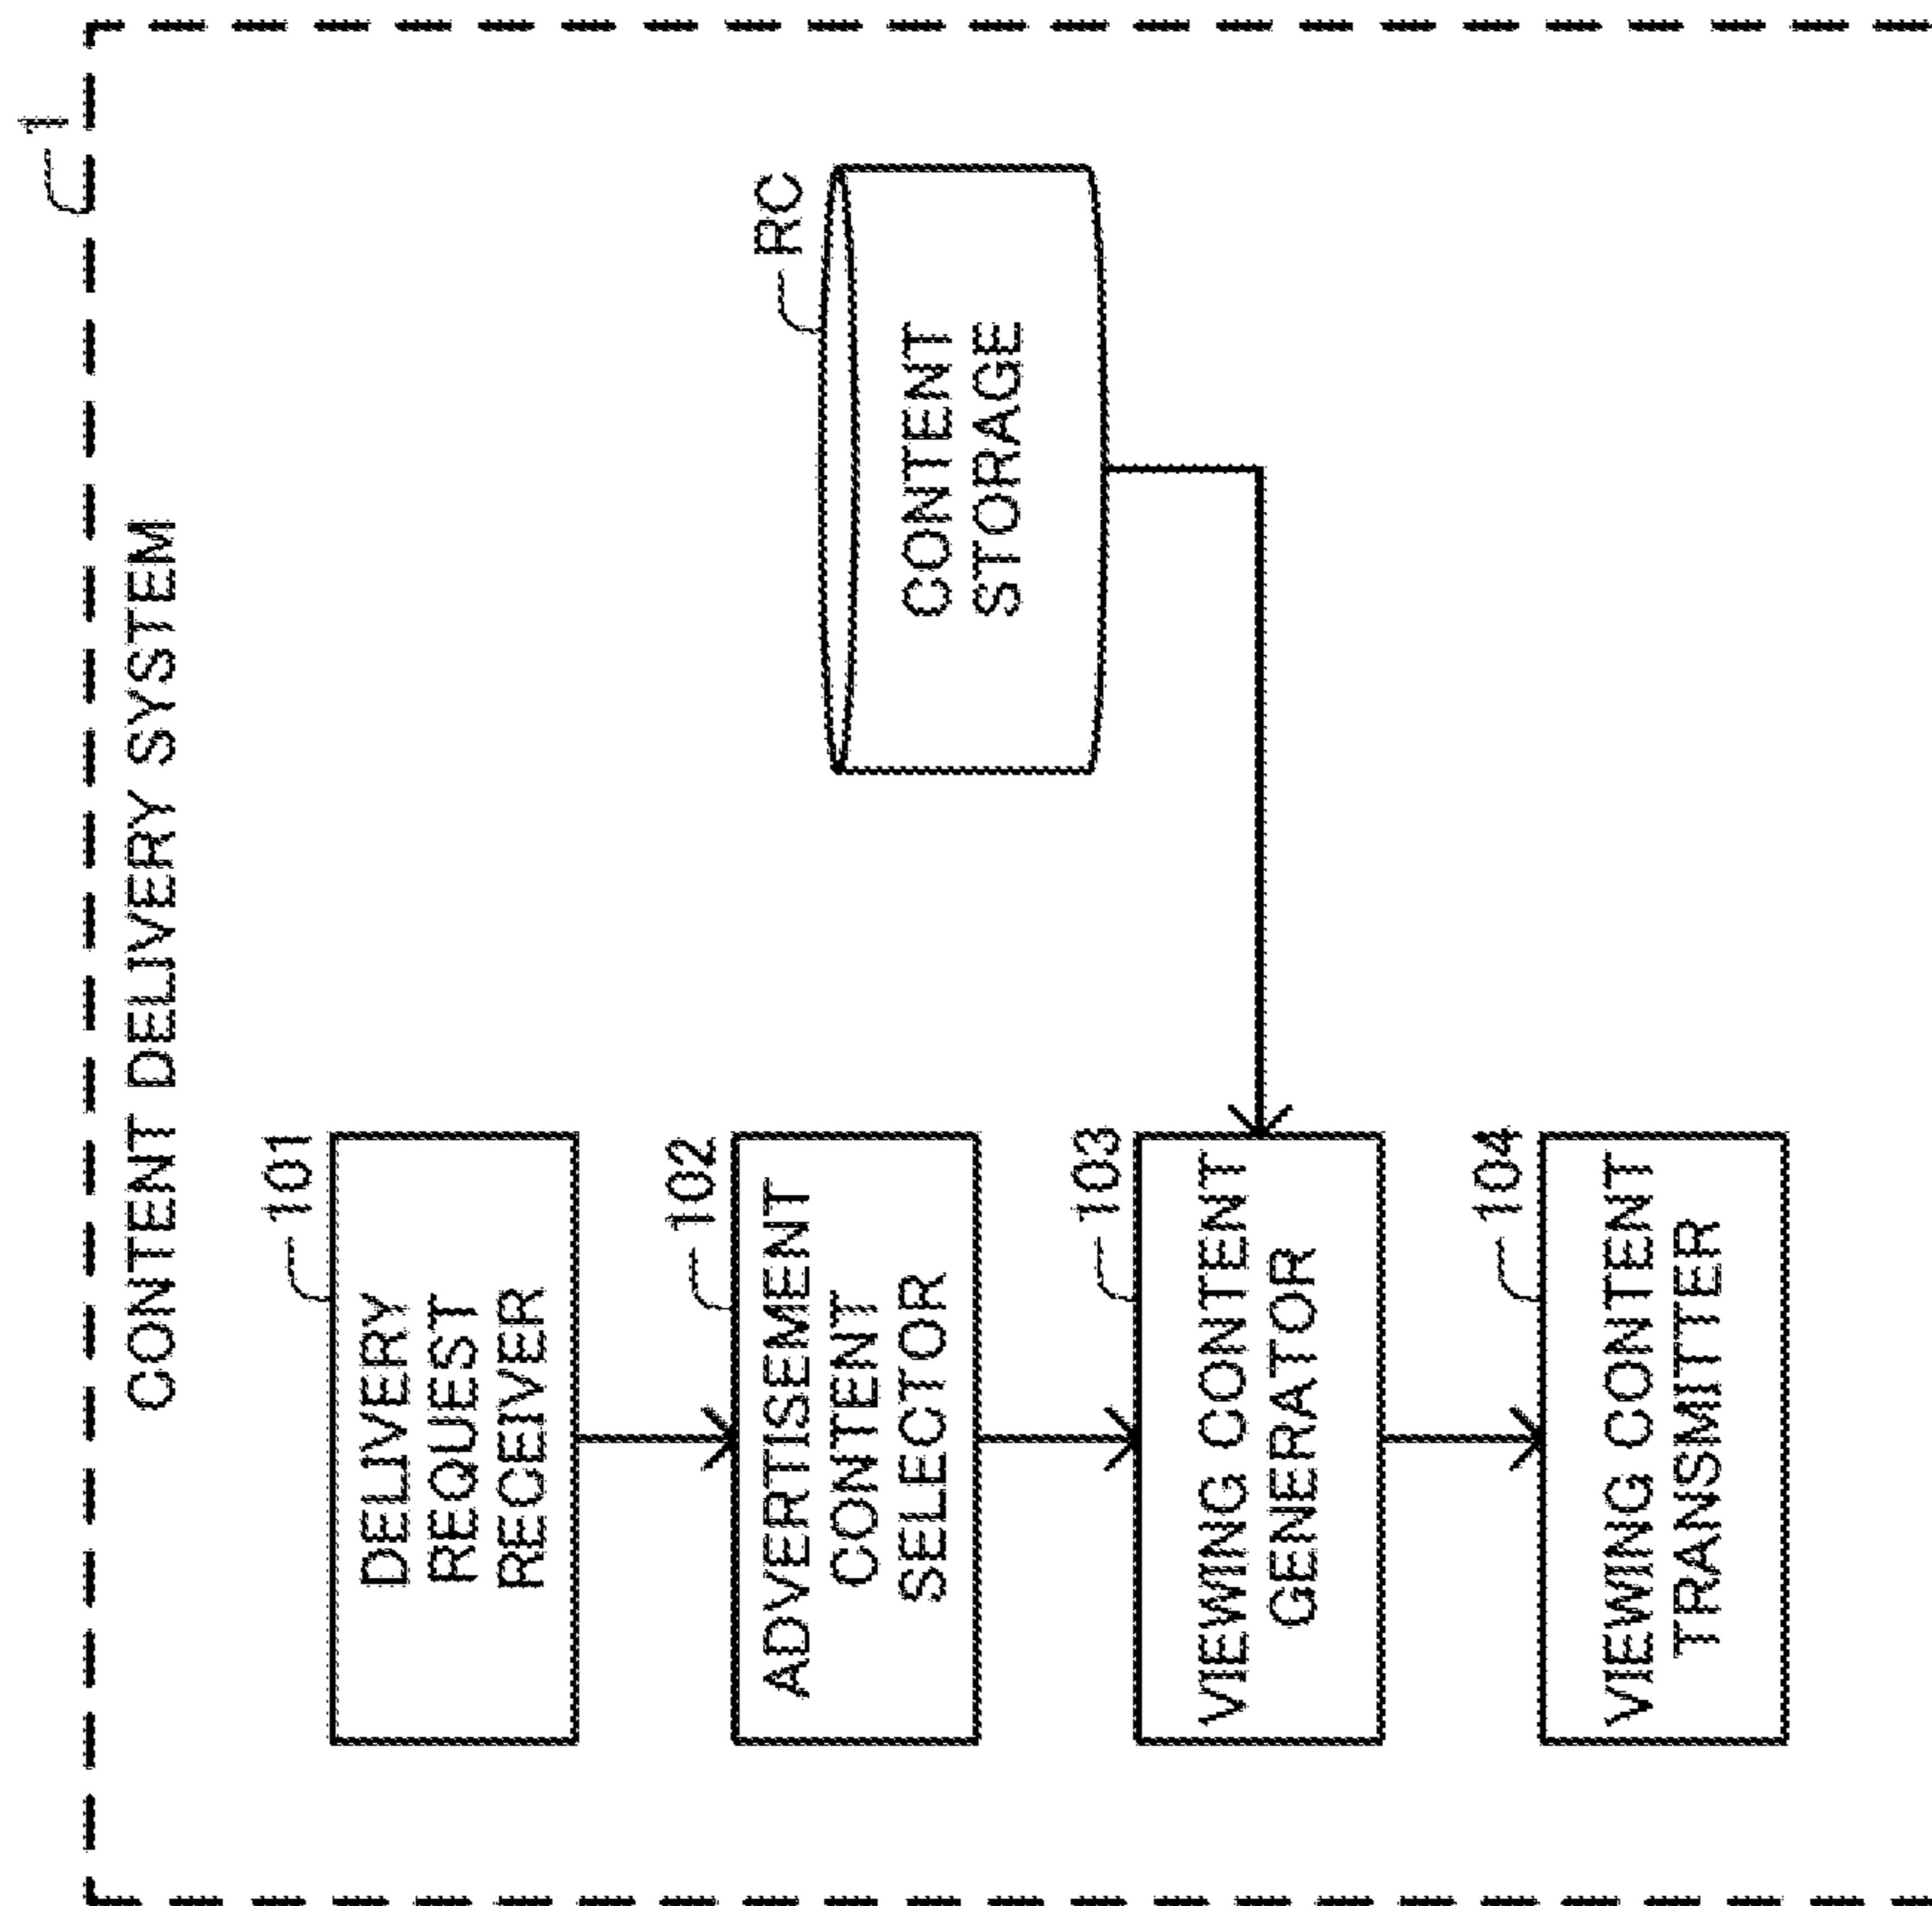 1
CONTENT DELIVERY SYSTEM
101
DELIVERY
REQUEST
RECEIVER
102
ADVERTISEMENT
CONTENT
SELECTOR
RC
CONTENT
STORAGE
103
VIEWING CONTENT
GENERATOR
104
VIEWING CONTENT
TRANSMITTER